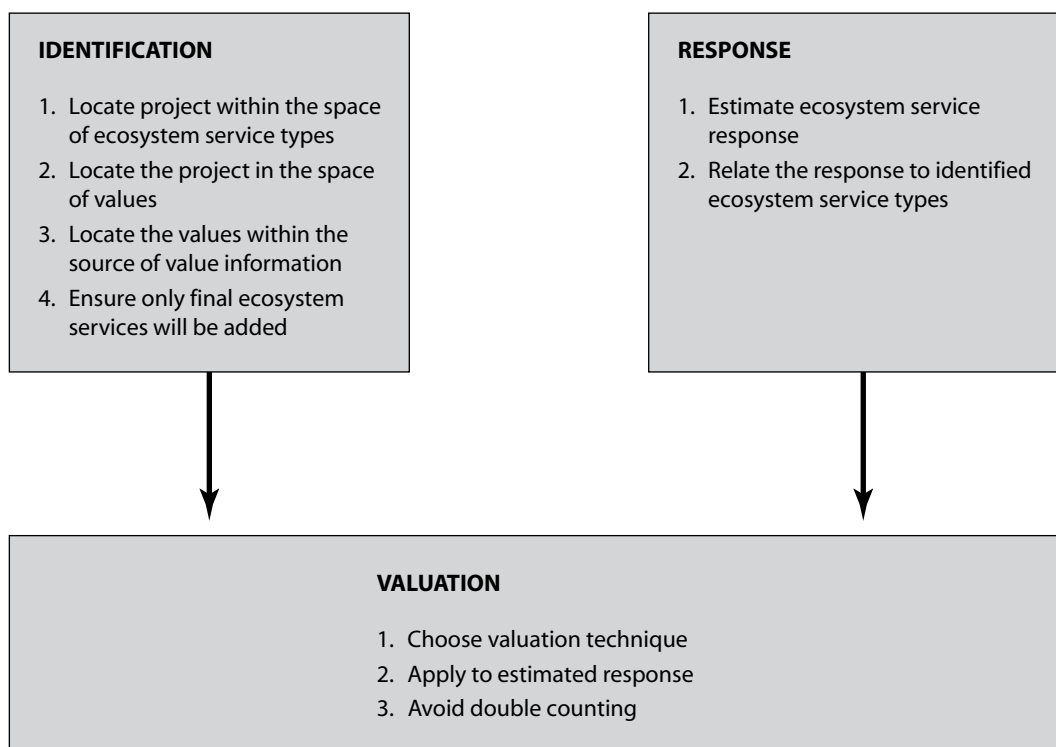 IDENTIFICATION
1. Locate project within the space
of ecosystem service types
2. Locate the project in the space
of values
3. Locate the values within the
source of value information
4. Ensure only final ecosystem
services will be added
RESPONSE
1. Estimate ecosystem service
response
2. Relate the response to identified
ecosystem service types
VALUATION
1. Choose valuation technique
2. Apply to estimated response
3. Avoid double counting